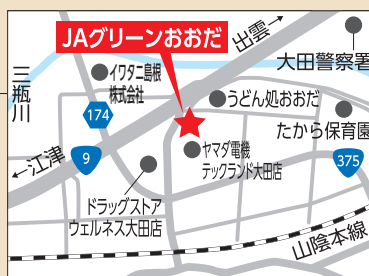 JAグリーンおおだ
出雲→
大田警察署
三瓶川
イワタニ島根
株式会社
うどん処おおだ
174
たから保育園
←江津
9
ヤマダ電機
テックランド大田店
375
ドラッグストア
ウェルネス大田店
山陰本線